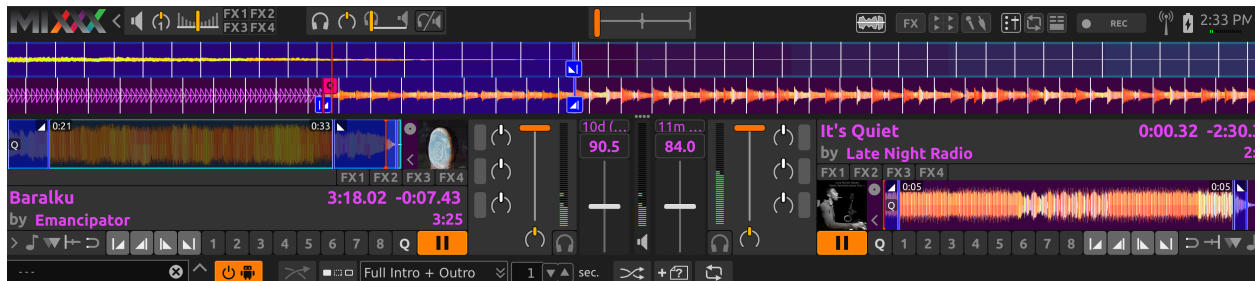 MIXXX
FX1 FX2
FX3 FX4
FX
REC
2:33 PM
C
0:21
0:33
Q
FX1 FX2 FX3 FX4
Baralku
3:18.02 -0:07.43
by Emancipator
3:25
1 2 3 4 5 6 7 8 Q
10d (...
90.5
11m ...
84.0
It's Quiet
0:00.32 -2:30.
by Late Night Radio
2:
FX1 FX2 FX3 FX4
0:05
0:05
Q
Q 1 2 3 4 5 6 7 8
---
Full Intro + Outro
1
sec.